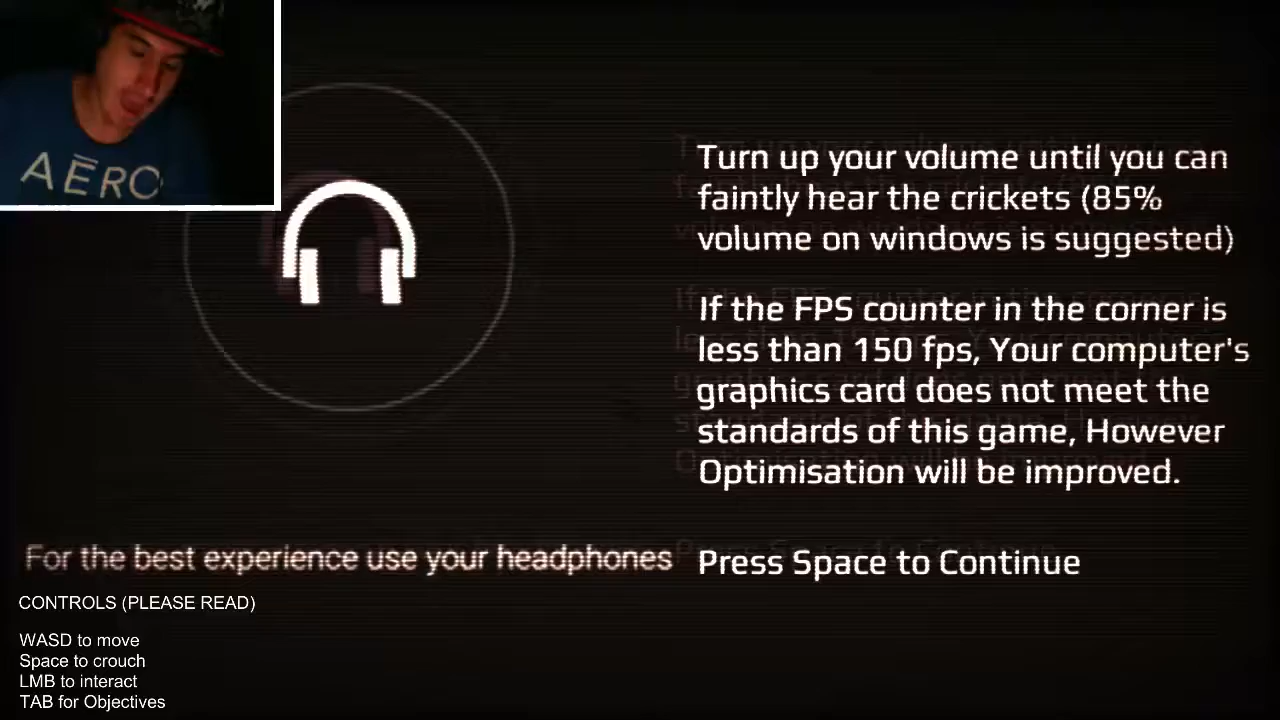 AĒRO
Turn up your volume until you can
faintly hear the crickets (85%
volume on windows is suggested)
If the FPS counter in the corner is
less than 150 fps, Your computer's
graphics card does not meet the
standards of this game, However
Optimisation will be improved.
For the best experience use your headphones
Press Space to Continue
CONTROLS (PLEASE READ)
WASD to move
Space to crouch
LMB to interact
TAB for Objectives